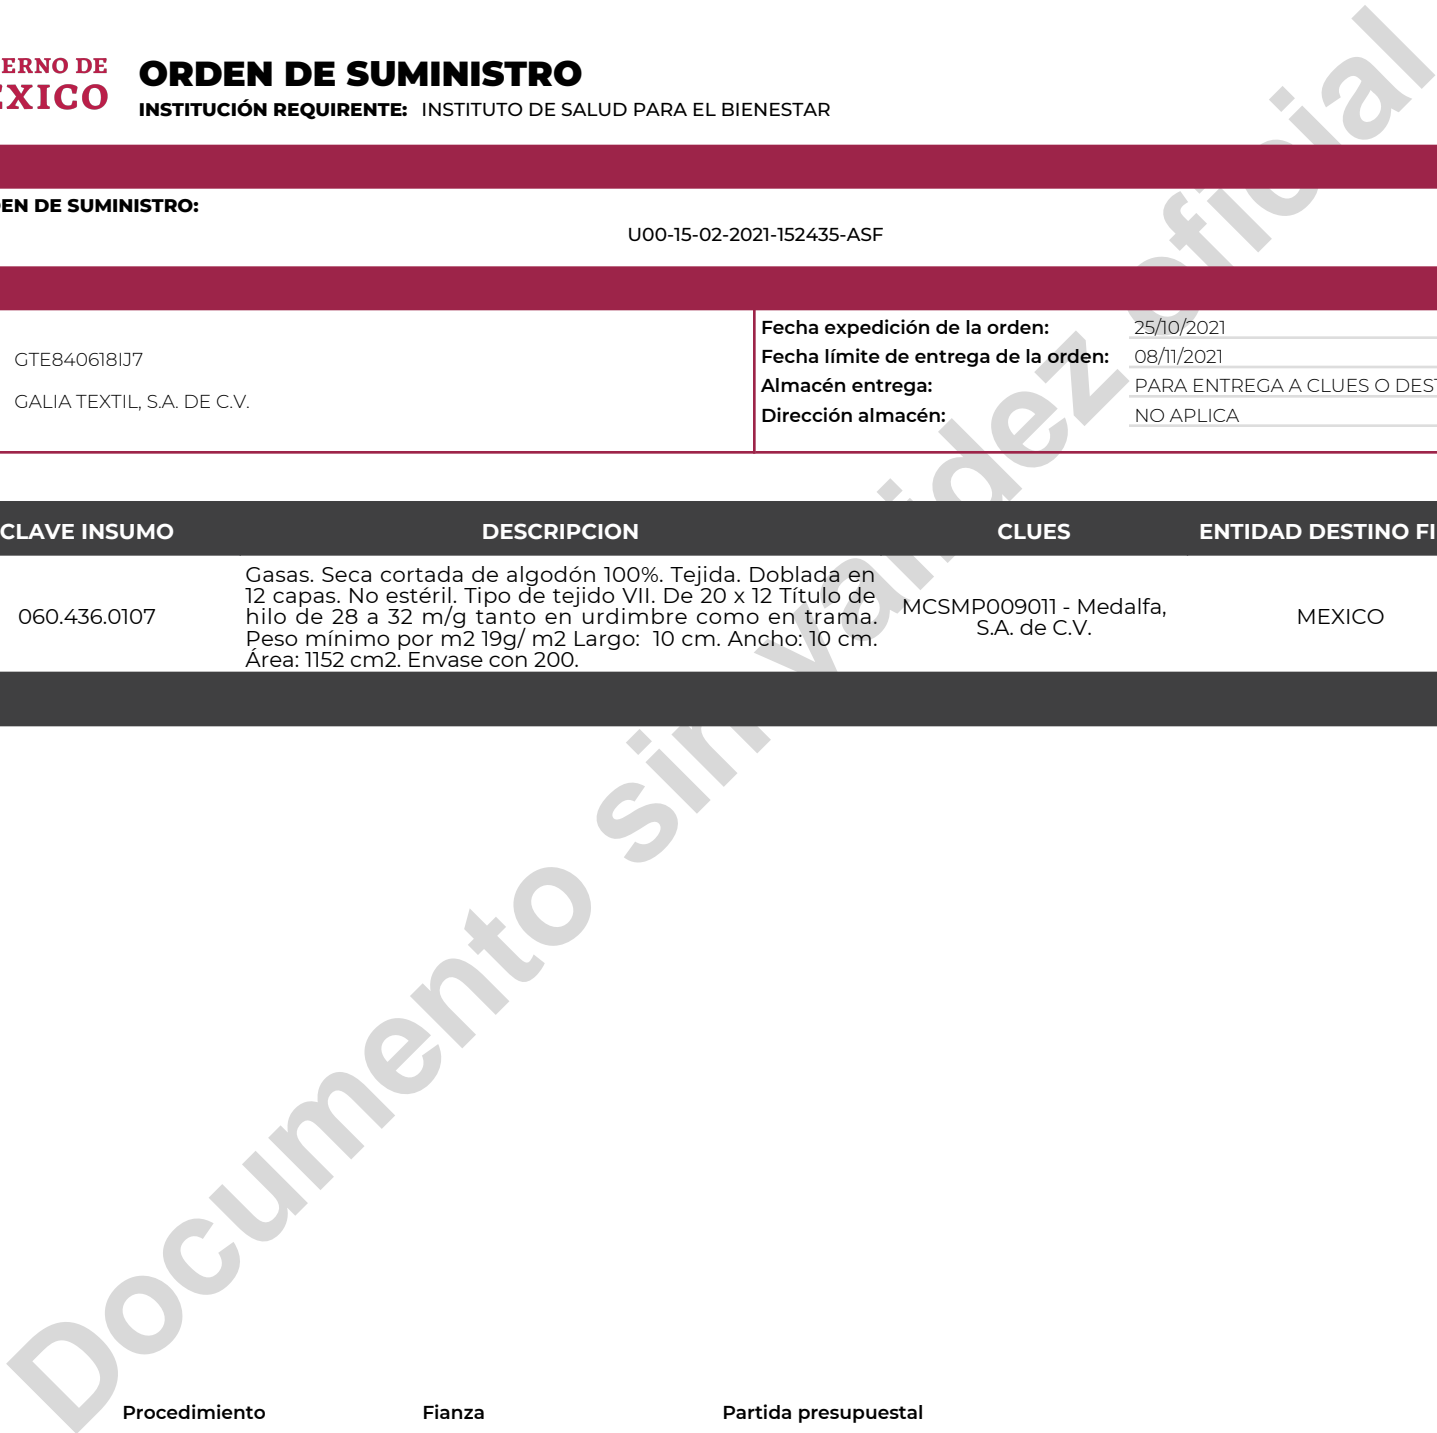 ERNO DE
EXICO
ORDEN DE SUMINISTRO
INSTITUCIÓN REQUIRENTE: INSTITUTO DE SALUD PARA EL BIENESTAR
EN DE SUMINISTRO:
U00-15-02-2021-152435-ASF
GTE840618IJ7
GALIA TEXTIL, S.A. DE C.V.
Fecha expedición de la orden: 25/10/2021
Fecha límite de entrega de la orden: 08/11/2021
Almacén entrega: PARA ENTREGA A CLUES O DEST
Dirección almacén: NO APLICA
CLAVE INSUMO DESCRIPCION CLUES ENTIDAD DESTINO FI
060.436.0107
Gasas. Seca cortada de algodón 100%. Tejida. Doblada en
12 capas. No estéril. Tipo de tejido VII. De 20 x 12 Título de
hilo de 28 a 32 m/g tanto en urdimbre como en trama.
Peso mínimo por m2 19g/ m2 Largo: 10 cm. Ancho: 10 cm.
Área: 1152 cm2. Envase con 200.
MCSMP009011 - Medalfa,
S.A. de C.V.
MEXICO
Documento sin validez oficial
Procedimiento Fianza Partida presupuestal